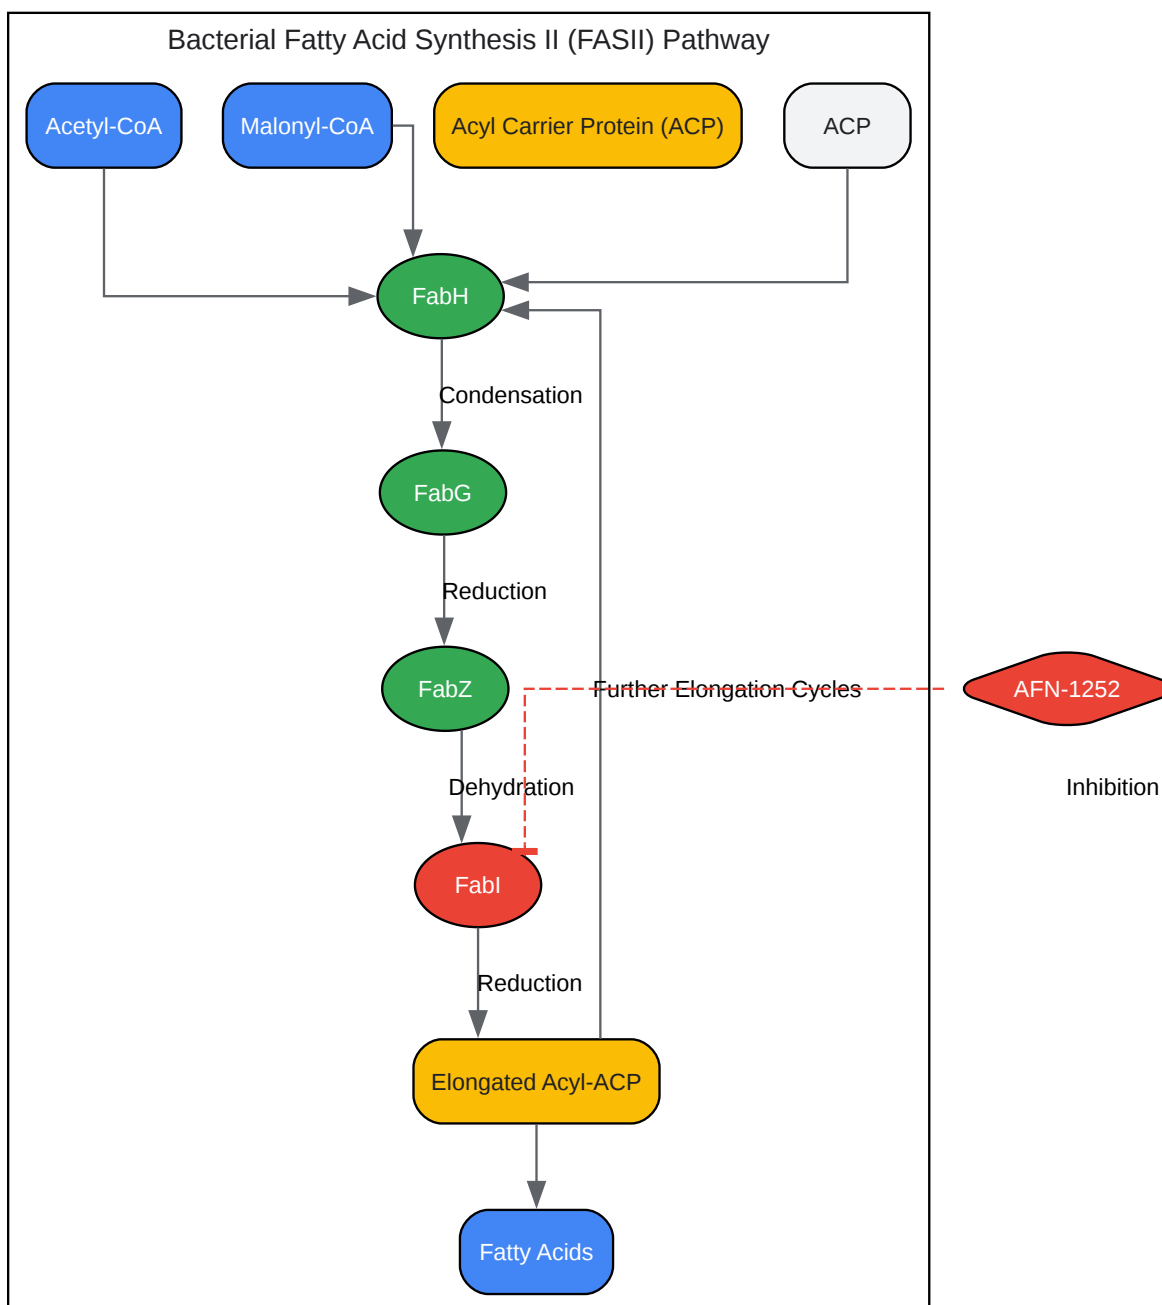 Bacterial Fatty Acid Synthesis II (FASII) Pathway
Acetyl-CoA
Malonyl-CoA
Acyl Carrier Protein (ACP)
ACP
FabH
Condensation
FabG
Reduction
FabZ
Further Elongation Cycles
AFN-1252
Dehydration
Inhibition
FabI
Reduction
Elongated Acyl-ACP
Fatty Acids